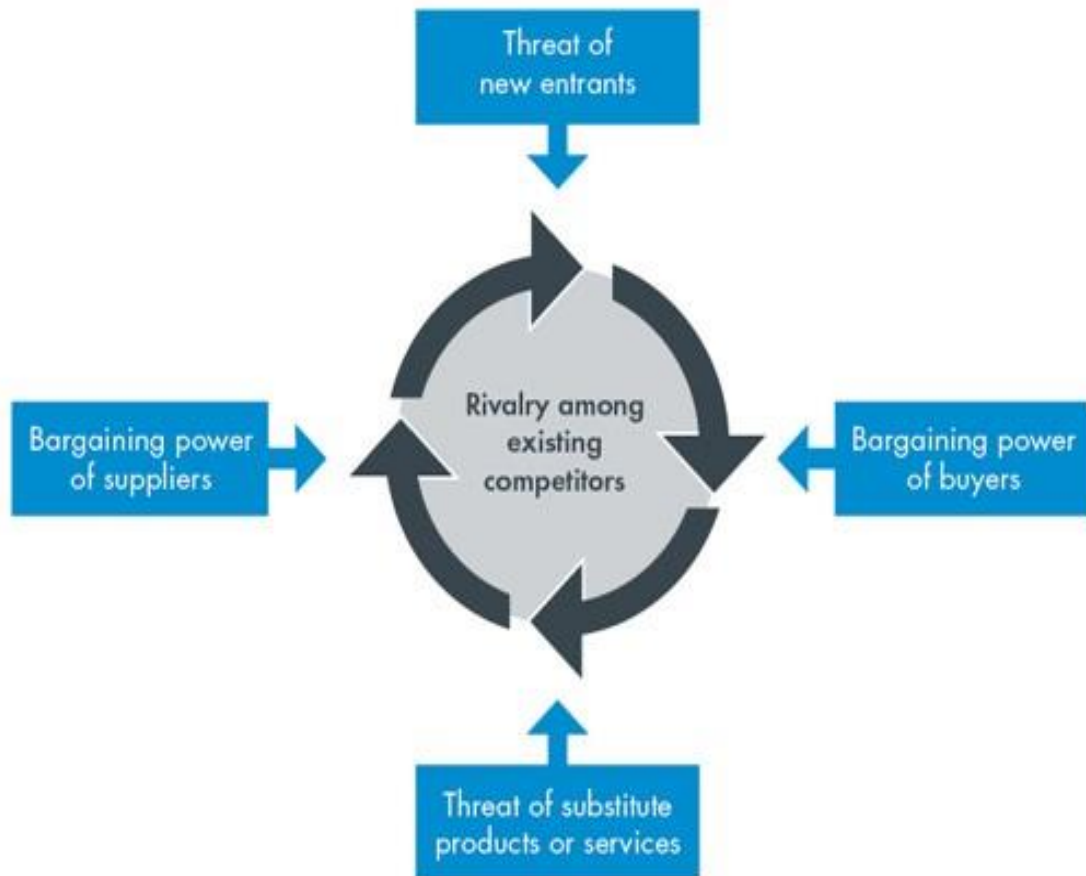 Threat of
new entrants
Bargaining power
of suppliers
Rivalry among
existing
competitors
Bargaining power
of buyers
Threat of substitute
products or services